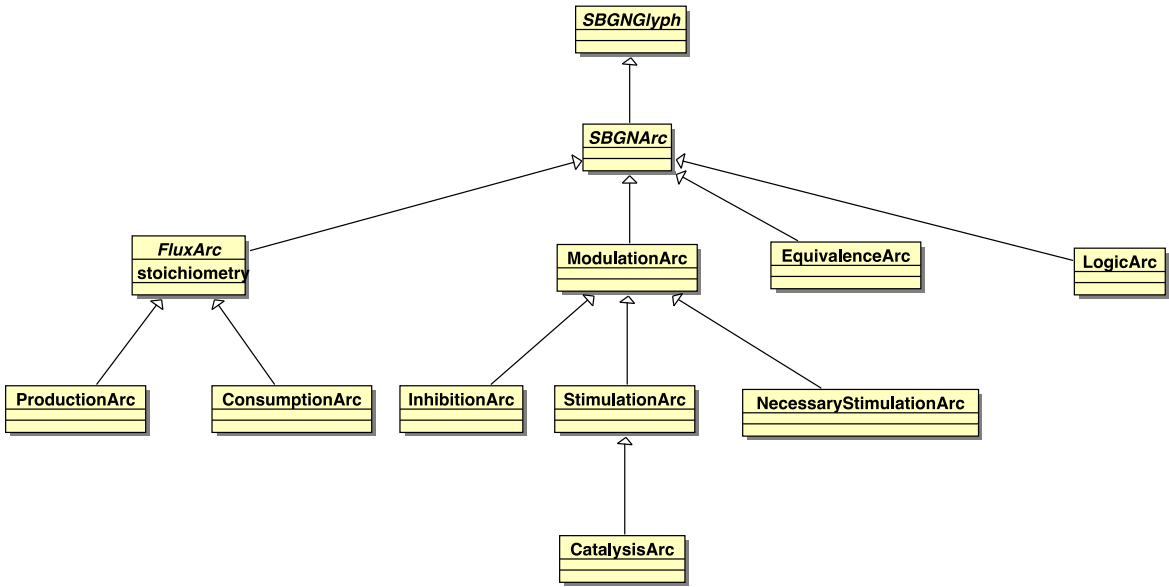 SBGNGlyph
SBGNArc
FluxArc
stoichiometry
ModulationArc
EquivalenceArc
LogicArc
ProductionArc
ConsumptionArc
InhibitionArc
StimulationArc
NecessaryStimulationArc
CatalysisArc